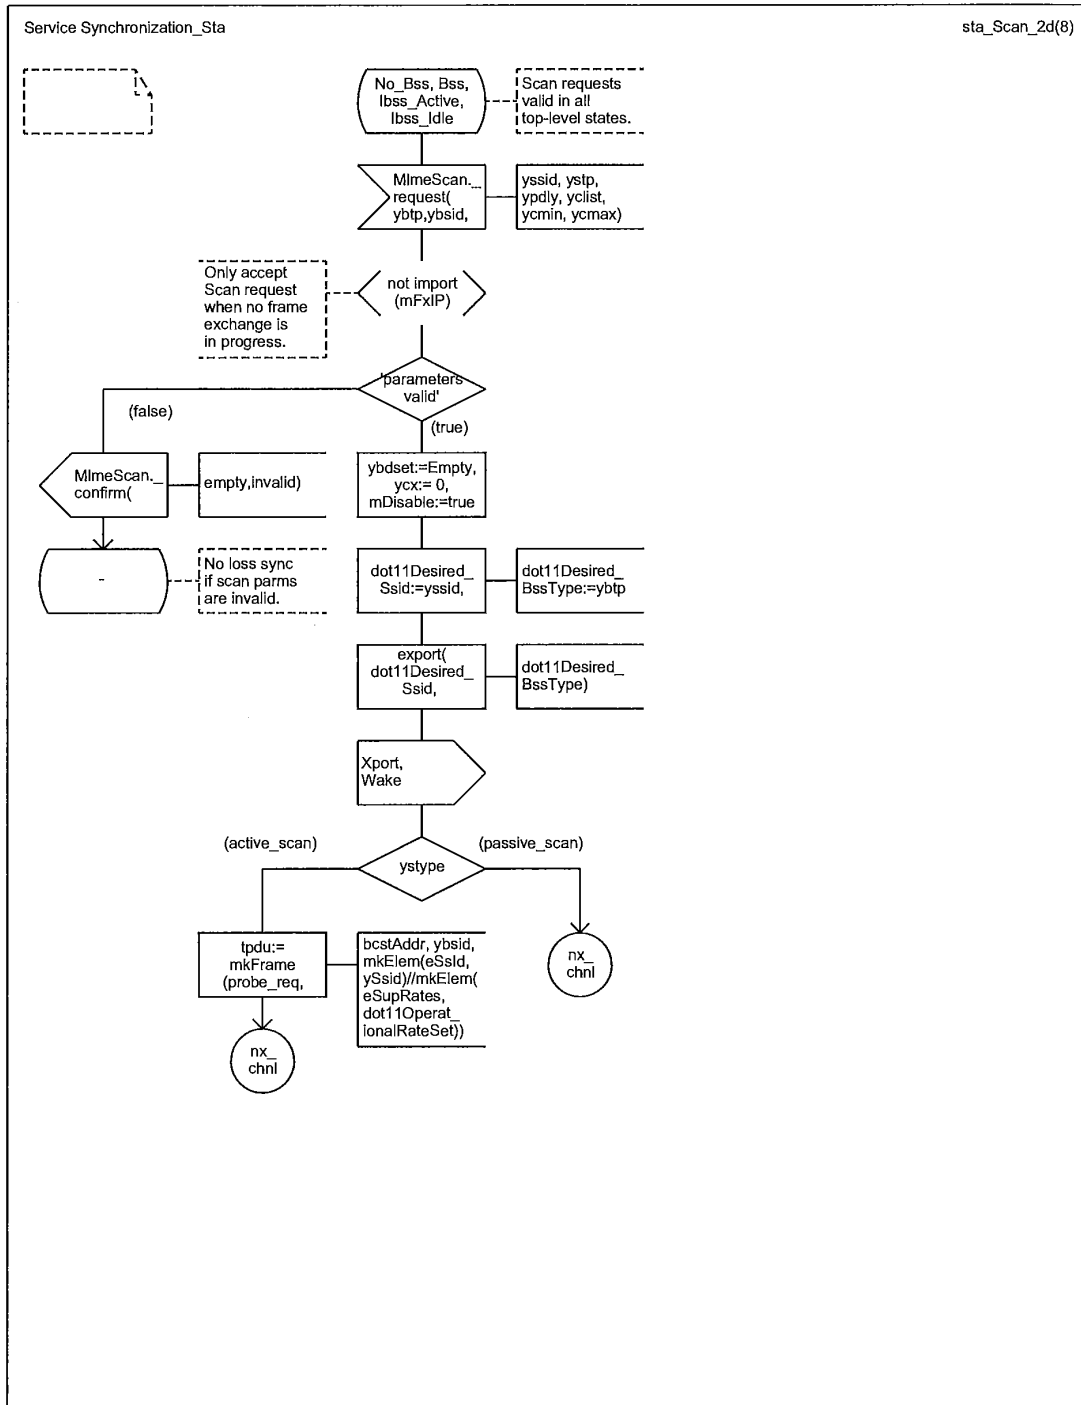 Service Synchronization_Sta
sta_Scan_2d(8)
No_Bss, Bss,
Ibss_Active,
Ibss_Idle
Scan requests
valid in all
top-level states.
MlmeScan._
request(
ybtp,ybsid,
yssid, ystp,
ypdly, yclist,
ycmin, ycmax)
Only accept
Scan request
when no frame
exchange is
in progress.
not import
(mFxIP)
'parameters
valid'
(false)
(true)
MlmeScan._
confirm(
empty,invalid)
ybdset:=Empty,
ycx:= 0,
mDisable:=true
-
No loss sync
if scan parms
are invalid.
dot11Desired_
Ssid:=yssid,
dot11Desired_
BssType:=ybtp
export(
dot11Desired_
Ssid,
dot11Desired_
BssType)
Xport,
Wake
(active_scan)
(passive_scan)
ystype
tpdu:=
mkFrame
(probe_req,
bcstAddr, ybsid,
mkElem(eSsId,
ySsid)//mkElem(
eSupRates,
dot11Operat_
ionalRateSet))
nx_
chnl
nx_
chnl